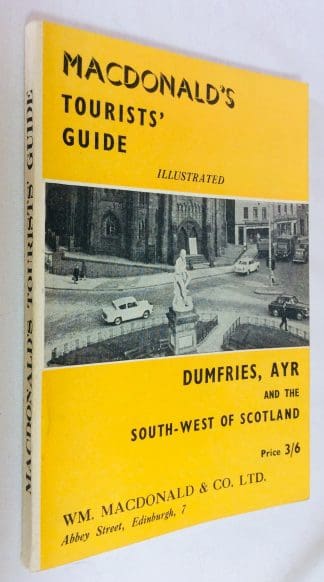 MACDONALD'S TOURISTS' GUIDE
MACDONALD'S
TOURISTS'
GUIDE
ILLUSTRATED
DUMFRIES, AYR
AND THE
SOUTH-WEST OF SCOTLAND
Price 3/6
WM. MACDONALD & CO. LTD.
Abbey Street, Edinburgh, 7